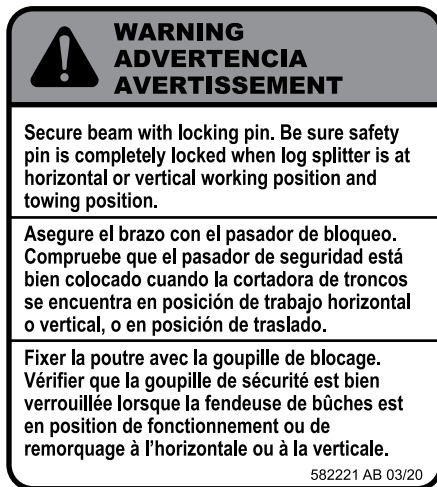 WARNING
ADVERTENCIA
AVERTISSEMENT
Secure beam with locking pin. Be sure safety
pin is completely locked when log splitter is at
horizontal or vertical working position and
towing position.
Asegure el brazo con el pasador de bloqueo.
Compruebe que el pasador de seguridad está
bien colocado cuando la cortadora de troncos
se encuentra en posición de trabajo horizontal
o vertical, o en posición de traslado.
Fixer la poutre avec la goupille de blocage.
Vérifier que la goupille de sécurité est bien
verrouillée lorsque la fendeuse de bûches est
en position de fonctionnement ou de
remorquage à l'horizontale ou à la verticale.
582221 AB 03/20